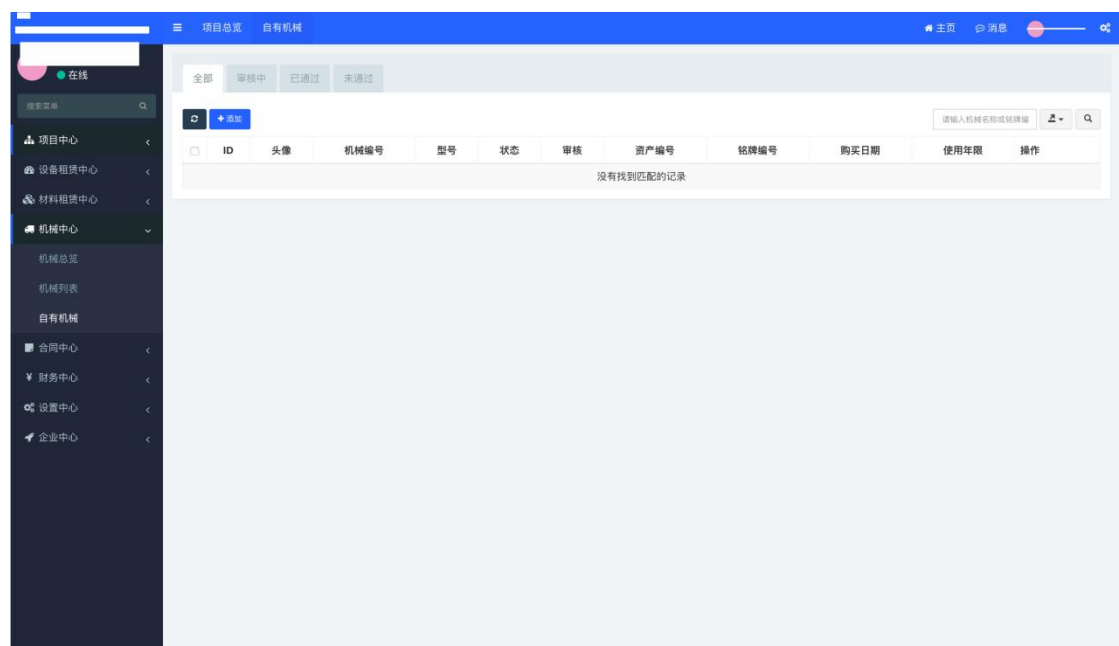 项目总览 自有机械 主页 消息
在线
搜索菜单
项目中心
设备租赁中心
材料租赁中心
机械中心
机械总览
机械列表
自有机械
合同中心
¥ 财务中心
设置中心
企业中心
全部 审核中 已通过 未通过
添加 请输入机械名称或铭牌编
ID 头像 机械编号 型号 状态 审核 资产编号 铭牌编号 购买日期 使用年限 操作
没有找到匹配的记录